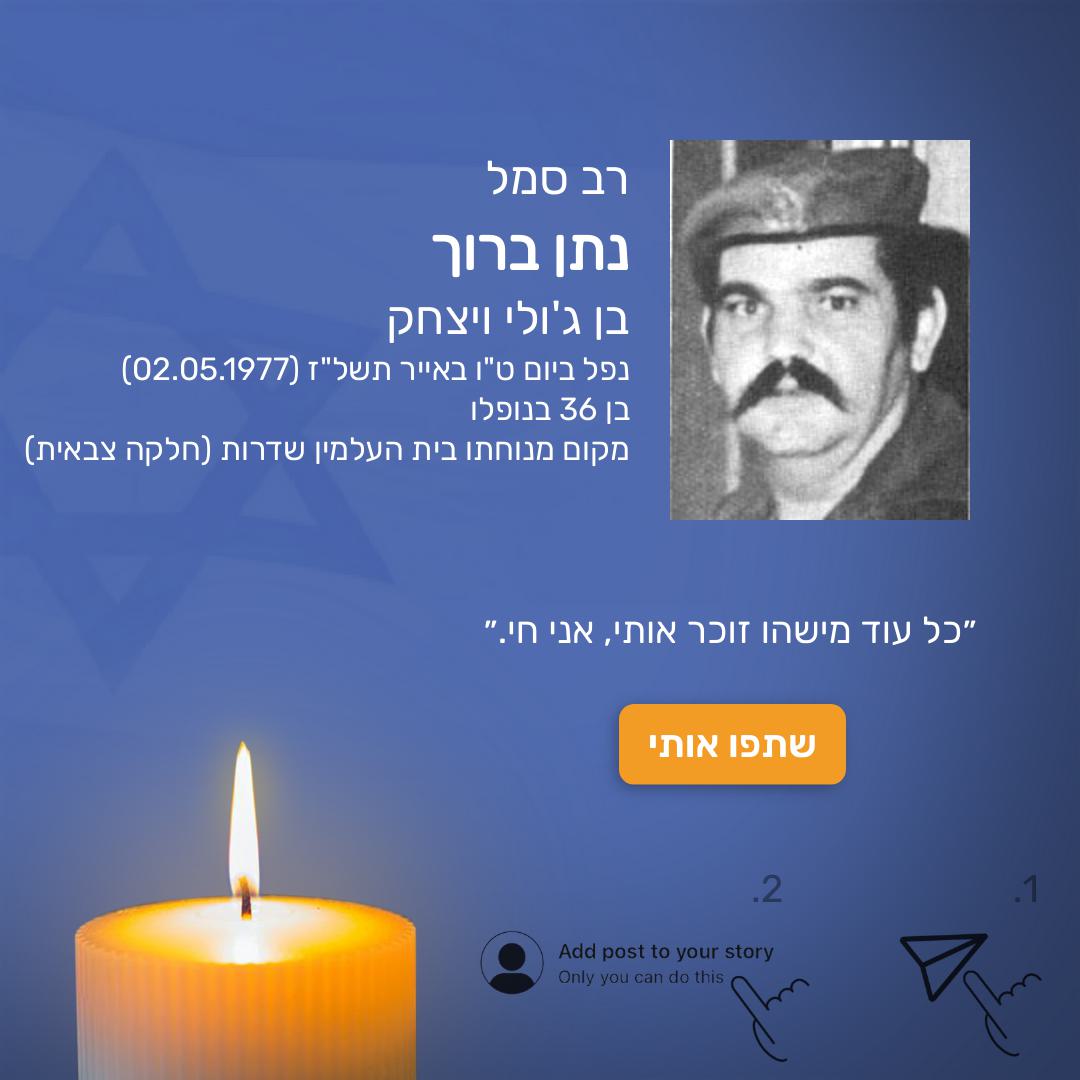 רב סמל
נתן ברוך
בן ג'ולי ויצחק
נפל ביום ט"ו באייר תשל"ז (02.05.1977)
בן 36 בנופלו
מקום מנוחתו בית העלמין שדרות (חלקה צבאית)
״כל עוד מישהו זוכר אותי, אני חי.״
שתפו אותי
1.
2.
Add post to your story
Only you can do this